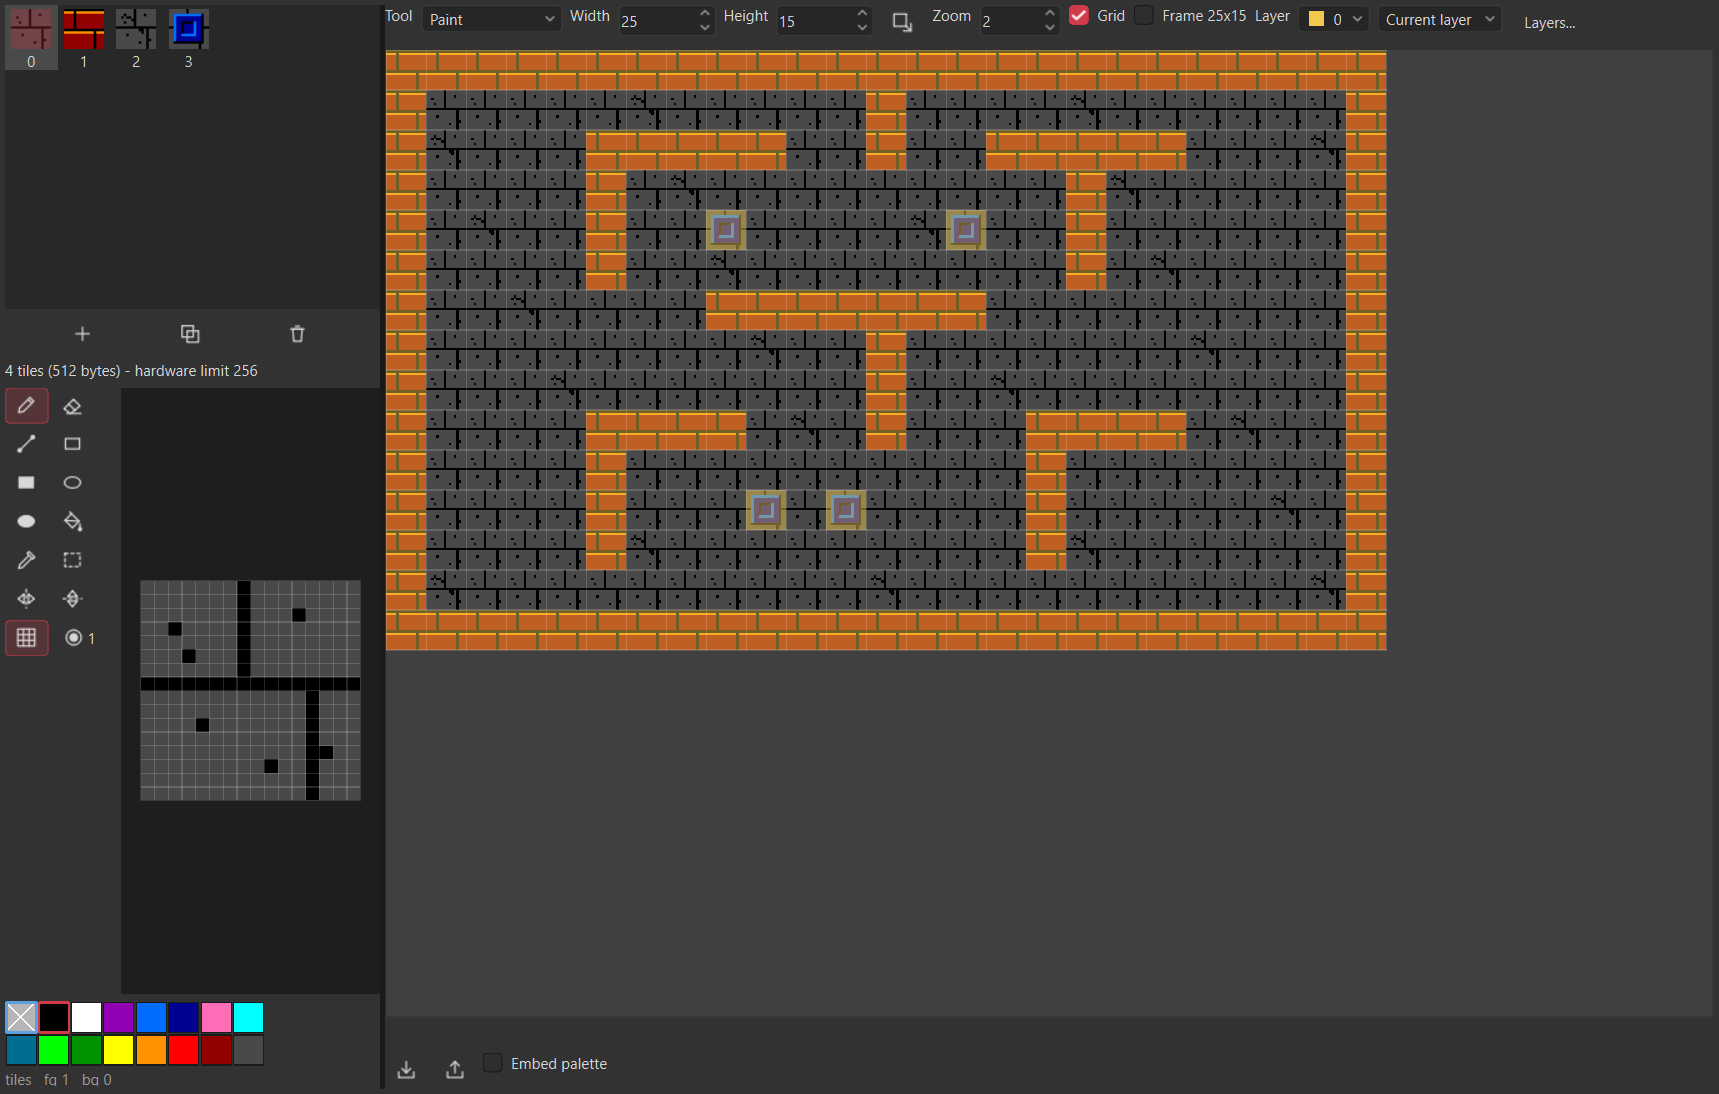 Tool Paint Width 25 Height 15 Zoom 2 Grid Frame 25x15 Layer 0 Current layer Layers...
0 1 2 3
4 tiles (512 bytes) - hardware limit 256
1
Embed palette
tiles fg 1 bg 0